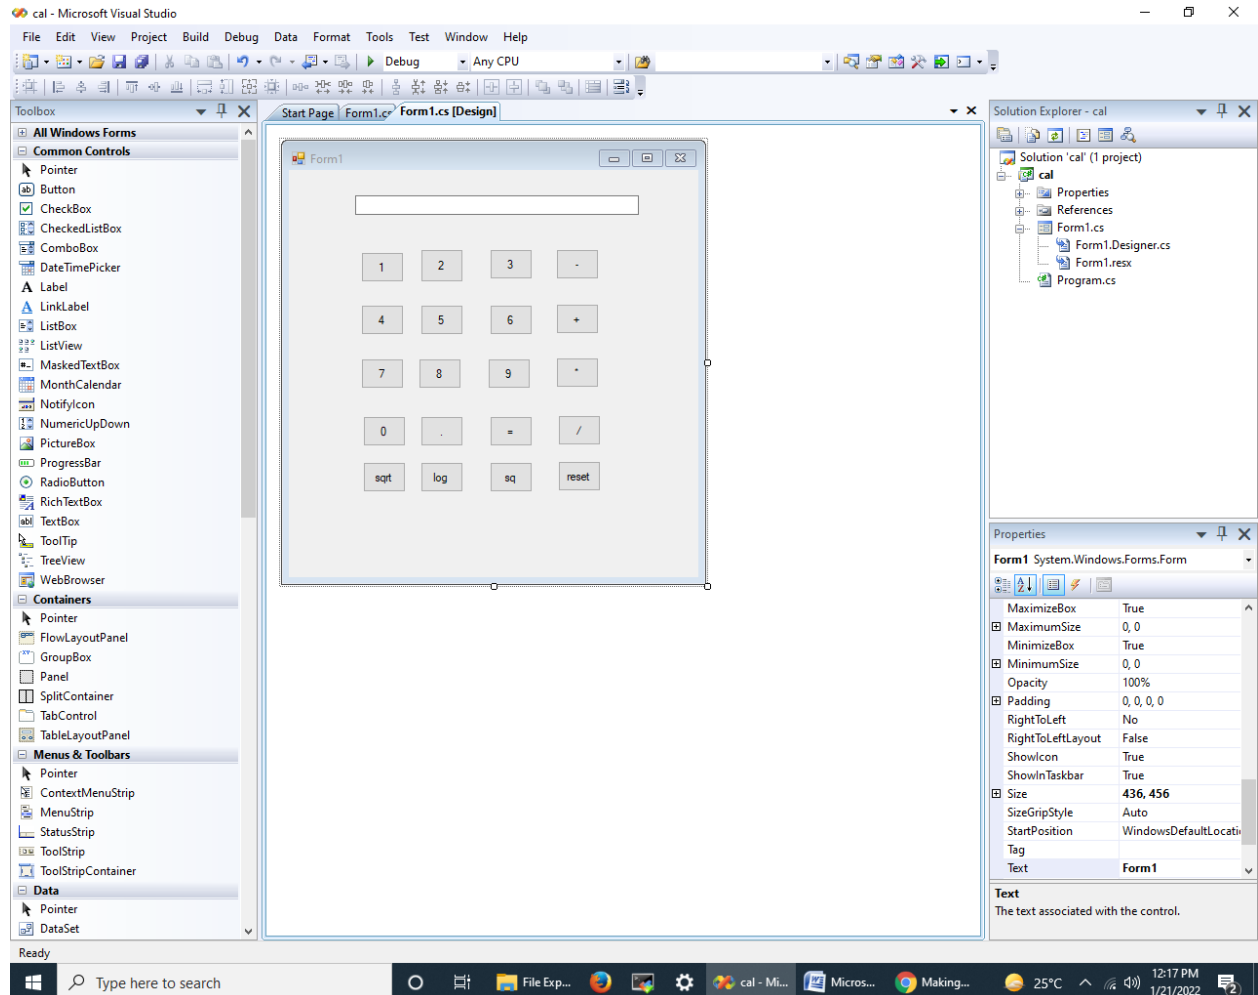 cal - Microsoft Visual Studio
File Edit View Project Build Debug Data Format Tools Test Window Help
Debug Any CPU
Toolbox
All Windows Forms
Common Controls
Pointer
Button
CheckBox
CheckedListBox
ComboBox
DateTimePicker
Label
LinkLabel
ListBox
ListView
MaskedTextBox
MonthCalendar
NotifyIcon
NumericUpDown
PictureBox
ProgressBar
RadioButton
RichTextBox
TextBox
ToolTip
TreeView
WebBrowser
Containers
Pointer
FlowLayoutPanel
GroupBox
Panel
SplitContainer
TabControl
TableLayoutPanel
Menus & Toolbars
Pointer
ContextMenuStrip
MenuStrip
StatusStrip
ToolStrip
ToolStripContainer
Data
Pointer
DataSet
Start Page Form1.cs Form1.cs [Design]
Form1
1 2 3 -
4 5 6 +
7 8 9 *
0 . = /
sqrt log sq reset
Solution Explorer - cal
Solution 'cal' (1 project)
cal
Properties
References
Form1.cs
Form1.Designer.cs
Form1.resx
Program.cs
Properties
Form1 System.Windows.Forms.Form
MaximizeBox True
MaximumSize 0, 0
MinimizeBox True
MinimumSize 0, 0
Opacity 100%
Padding 0, 0, 0, 0
RightToLeft No
RightToLeftLayout False
ShowIcon True
ShowInTaskbar True
Size 436, 456
SizeGripStyle Auto
StartPosition WindowsDefaultLocati
Tag
Text Form1
Text
The text associated with the control.
Ready
Type here to search
File Exp... cal - Mi... Micros... Making... 25°C 12:17 PM
1/21/2022